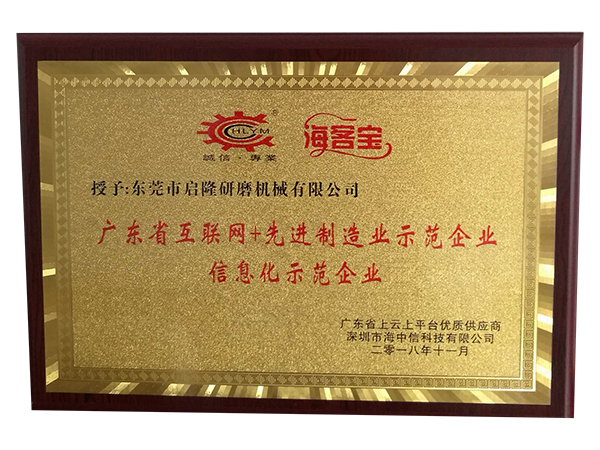 CHLYM ® 海客宝
誠信·專業
授予:东莞市启隆研磨机械有限公司
广东省互联网+先进制造业示范企业
信息化示范企业
广东省上云上平台优质供应商
深圳市海中信科技有限公司
二零一八年十一月